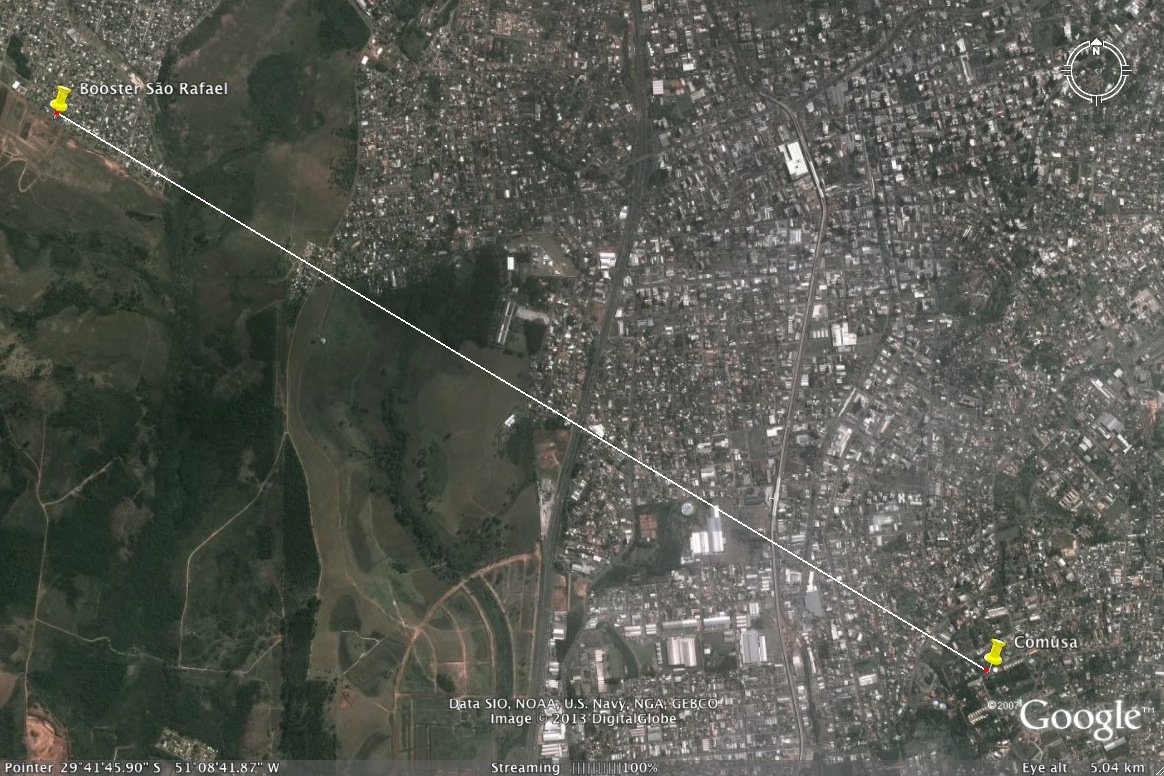 Booster São Rafael
N
Comusa
Data SIO, NOAA, U.S. Navy, NGA, GEBCO
Image © 2013 DigitalGlobe
©2007 Google™
Pointer 29°41'45.90" S 51°08'41.87" W
Streaming ||||||||| 100%
Eye alt 5.04 km